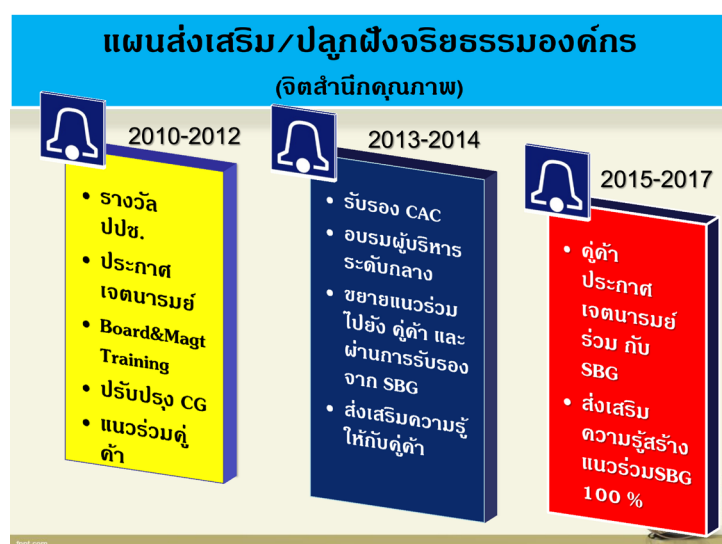 แผนส่งเสริม/ปลูกฝังจริยธรรมองค์กร
(จิตสำนึกคุณภาพ)
2010-2012
• รางวัล
ปปช.
• ประกาศ
เจตนารมย์
• Board&Magt
Training
• ปรับปรุง CG
• แนวร่วมคู่
ค้า
2013-2014
• รับรอง CAC
• อบรมผู้บริหาร
ระดับกลาง
• ขยายแนวร่วม
ไปยัง คู่ค้า และ
ผ่านการรับรอง
จาก SBG
• ส่งเสริมความรู้
ให้กับคู่ค้า
2015-2017
• คู่ค้า
ประกาศ
เจตนารมย์
ร่วม กับ
SBG
• ส่งเสริม
ความรู้สร้าง
แนวร่วมSBG
100 %